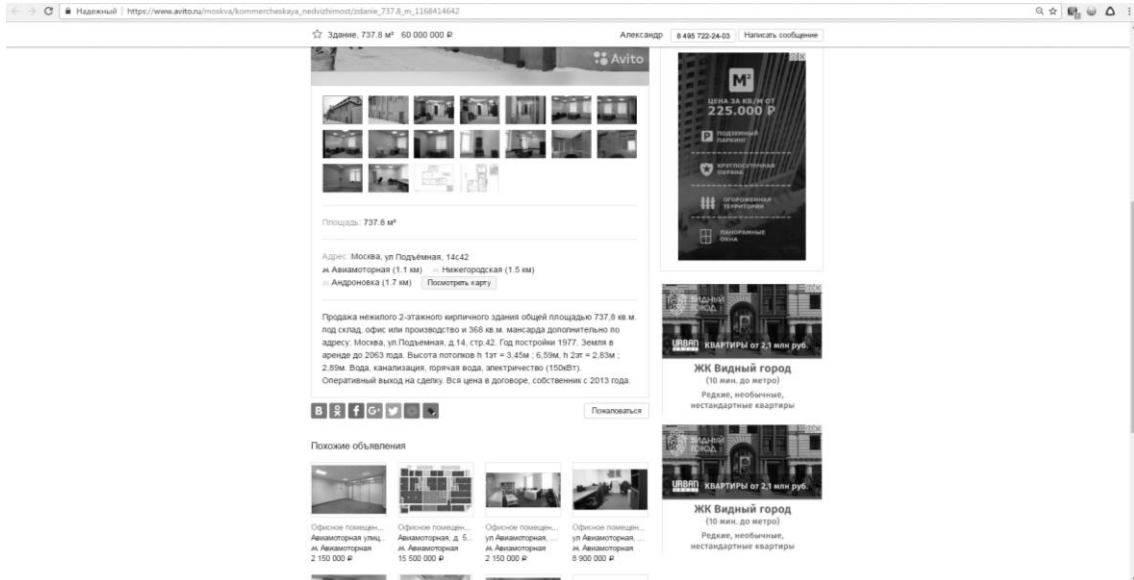 Надежный | https://www.avito.ru/moskva/kommercheskaya_nedvizhimost/zdanie_737.8_m_1168414642
Здание, 737.8 м² 60 000 000 ₽
Александр 8 495 722-24-03 Написать сообщение
Avito
Площадь: 737.8 м²
Адрес: Москва, ул Подъёмная, 14с42
Авиамоторная (1.1 км) Нижегородская (1.5 км)
Андроновка (1.7 км) Посмотреть карту
Продажа нежилого 2-этажного кирпичного здания общей площадью 737,8 кв.м.
под склад, офис или производство и 368 кв.м. мансарда дополнительно по
адресу: Москва, ул.Подъемная, д.14, стр.42. Год постройки 1977. Земля в
аренде до 2063 года. Высота потолков h 1эт = 3,45м ; 6,59м, h 2эт = 2,83м ;
2,89м. Вода, канализация, горячая вода, электричество (150кВт).
Оперативный выход на сделку. Вся цена в договоре, собственник с 2013 года.
Пожаловаться
Похожие объявления
Офисное помещен...
Авиамоторная улиц...
Авиамоторная
2 150 000 ₽
Офисное помещен...
Авиамоторная, д. 5...
Авиамоторная
15 500 000 ₽
Офисное помещен...
ул Авиамоторная, ...
Авиамоторная
2 150 000 ₽
Офисное помещен...
ул Авиамоторная, ...
Авиамоторная
8 900 000 ₽
М²
ЦЕНА ЗА КВ/М ОТ
225.000 ₽
ПОДЗЕМНЫЙ
ПАРКИНГ
КРУГЛОСУТОЧНАЯ
ОХРАНА
ОГОРОЖЕННАЯ
ТЕРРИТОРИЯ
ПАНОРАМНЫЕ
ОКНА
ВИДНЫЙ
ГОРОД
URBAN
КВАРТИРЫ от 2,1 млн руб.
ЖК Видный город
(10 мин. до метро)
Редкие, необычные,
нестандартные квартиры
ВИДНЫЙ
ГОРОД
URBAN
КВАРТИРЫ от 2,1 млн руб.
ЖК Видный город
(10 мин. до метро)
Редкие, необычные,
нестандартные квартиры